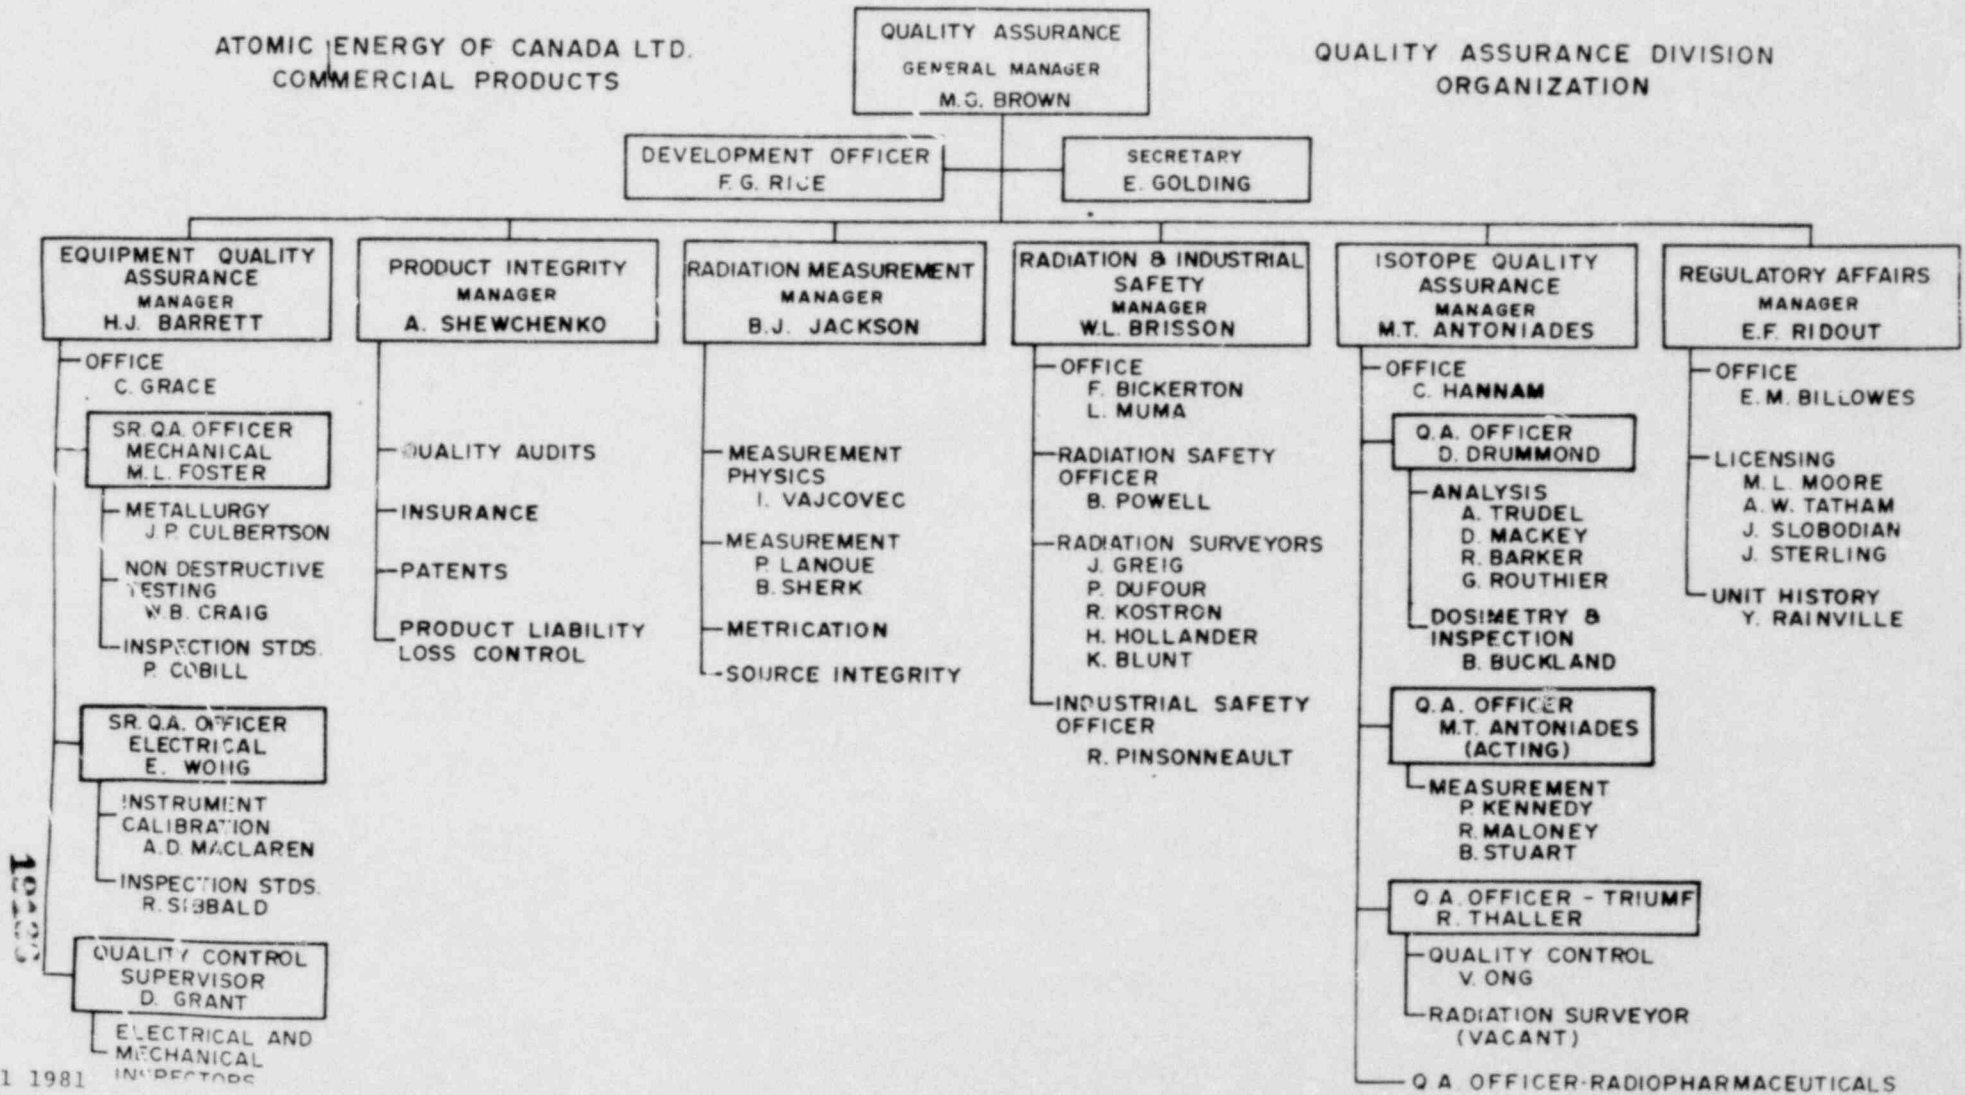 ATOMIC ENERGY OF CANADA LTD.
COMMERCIAL PRODUCTS
QUALITY ASSURANCE
GENERAL MANAGER
M.G. BROWN
QUALITY ASSURANCE DIVISION
ORGANIZATION
DEVELOPMENT OFFICER
F.G. RICE
SECRETARY
E. GOLDING
EQUIPMENT QUALITY
ASSURANCE
MANAGER
H.J. BARRETT
OFFICE
C. GRACE
SR. Q.A. OFFICER
MECHANICAL
M.L. FOSTER
METALLURGY
J.P. CULBERTSON
NON DESTRUCTIVE
TESTING
W.B. CRAIG
INSPECTION STDS.
P. COBILL
SR. Q.A. OFFICER
ELECTRICAL
E. WONG
INSTRUMENT
CALIBRATION
A.D. MACLAREN
INSPECTION STDS.
R. SIBBALD
QUALITY CONTROL
SUPERVISOR
D. GRANT
ELECTRICAL AND
MECHANICAL
INSPECTORS
PRODUCT INTEGRITY
MANAGER
A. SHEWCHENKO
QUALITY AUDITS
INSURANCE
PATENTS
PRODUCT LIABILITY
LOSS CONTROL
RADIATION MEASUREMENT
MANAGER
B.J. JACKSON
MEASUREMENT
PHYSICS
I. VAJCOVEC
MEASUREMENT
P. LANOUE
B. SHERK
METRICATION
SOURCE INTEGRITY
RADIATION & INDUSTRIAL
SAFETY
MANAGER
W.L. BRISSON
OFFICE
F. BICKERTON
L. MUMA
RADIATION SAFETY
OFFICER
B. POWELL
RADIATION SURVEYORS
J. GREIG
P. DUFOUR
R. KOSTRON
H. HOLLANDER
K. BLUNT
INDUSTRIAL SAFETY
OFFICER
R. PINSONNEAULT
ISOTOPE QUALITY
ASSURANCE
MANAGER
M.T. ANTONIADES
OFFICE
C. HANNAM
Q.A. OFFICER
D. DRUMMOND
ANALYSIS
A. TRUDEL
D. MACKEY
R. BARKER
G. ROUTHIER
DOSIMETRY &
INSPECTION
B. BUCKLAND
Q.A. OFFICER
M.T. ANTONIADES
(ACTING)
MEASUREMENT
P. KENNEDY
R. MALONEY
B. STUART
Q.A. OFFICER - TRIUMF
R. THALLER
QUALITY CONTROL
V. ONG
RADIATION SURVEYOR
(VACANT)
Q.A. OFFICER-RADIOPHARMACEUTICALS
REGULATORY AFFAIRS
MANAGER
E.F. RIDOUT
OFFICE
E.M. BILLOWES
LICENSING
M.L. MOORE
A.W. TATHAM
J. SLOBODIAN
J. STERLING
UNIT HISTORY
Y. RAINVILLE
1 1981